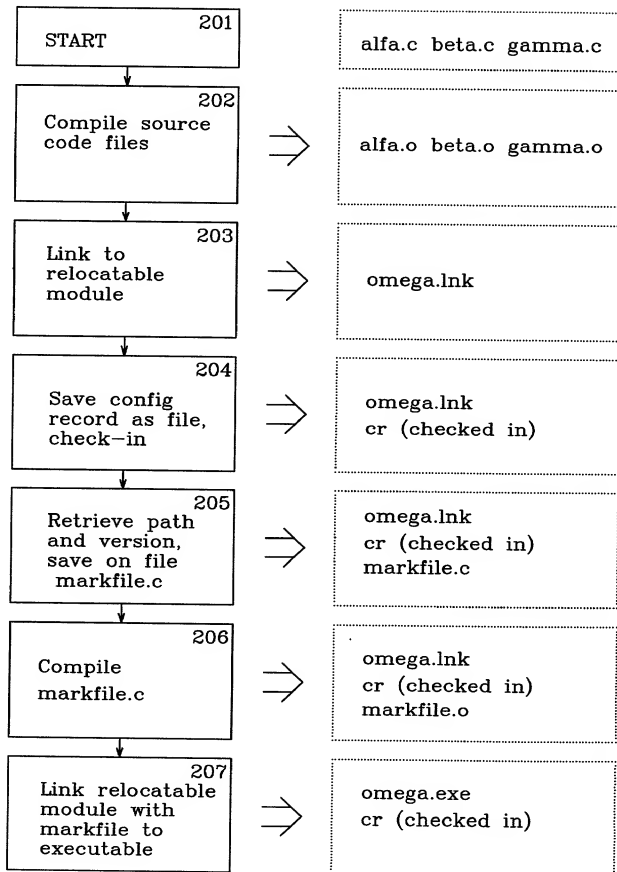 201
START
alfa.c beta.c gamma.c
202
Compile source
code files
alfa.o beta.o gamma.o
203
Link to
relocatable
module
omega.lnk
204
Save config
record as file,
check-in
omega.lnk
cr (checked in)
205
Retrieve path
and version,
save on file
markfile.c
omega.lnk
cr (checked in)
markfile.c
206
Compile
markfile.c
omega.lnk
cr (checked in)
markfile.o
207
Link relocatable
module with
markfile to
executable
omega.exe
cr (checked in)